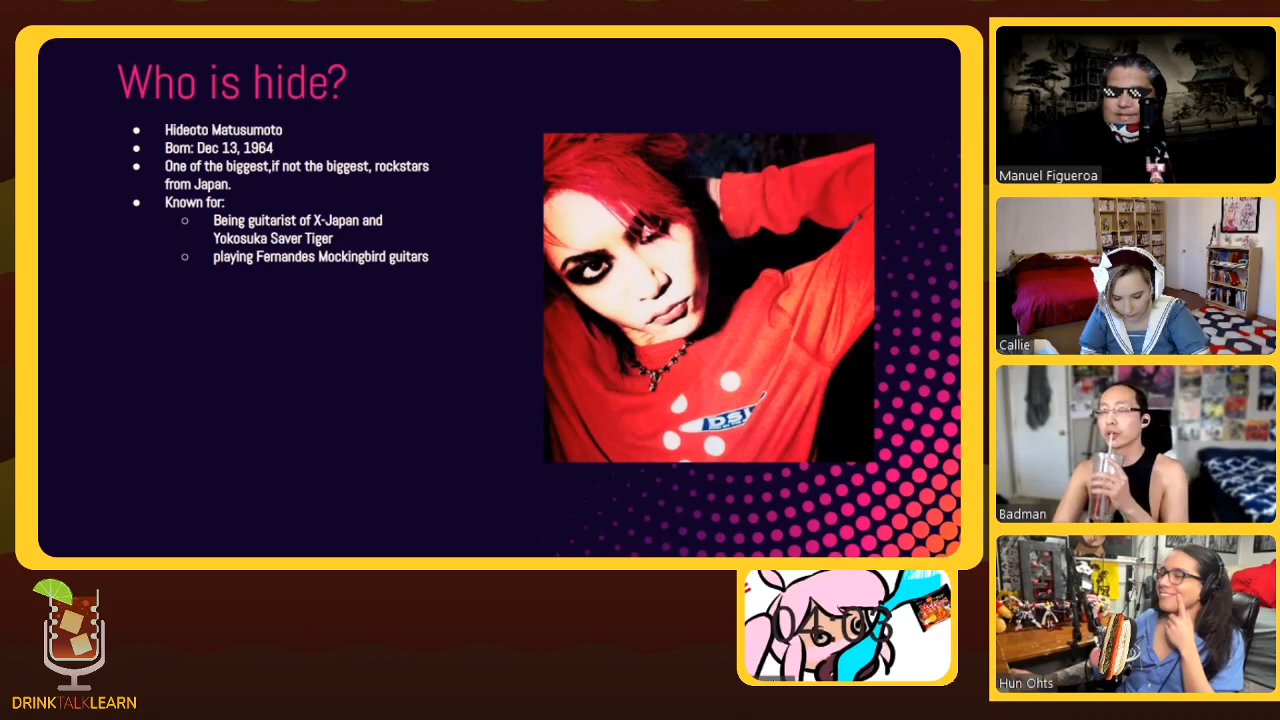 Who is hide?
Hideoto Matusumoto
Born: Dec 13, 1964
One of the biggest,if not the biggest, rockstars
from Japan.
Known for:
Being guitarist of X-Japan and
Yokosuka Saver Tiger
playing Fernandes Mockingbird guitars
DSI
Manuel Figueroa
Callie
Badman
Hun Ohts
DRINKTALKLEARN